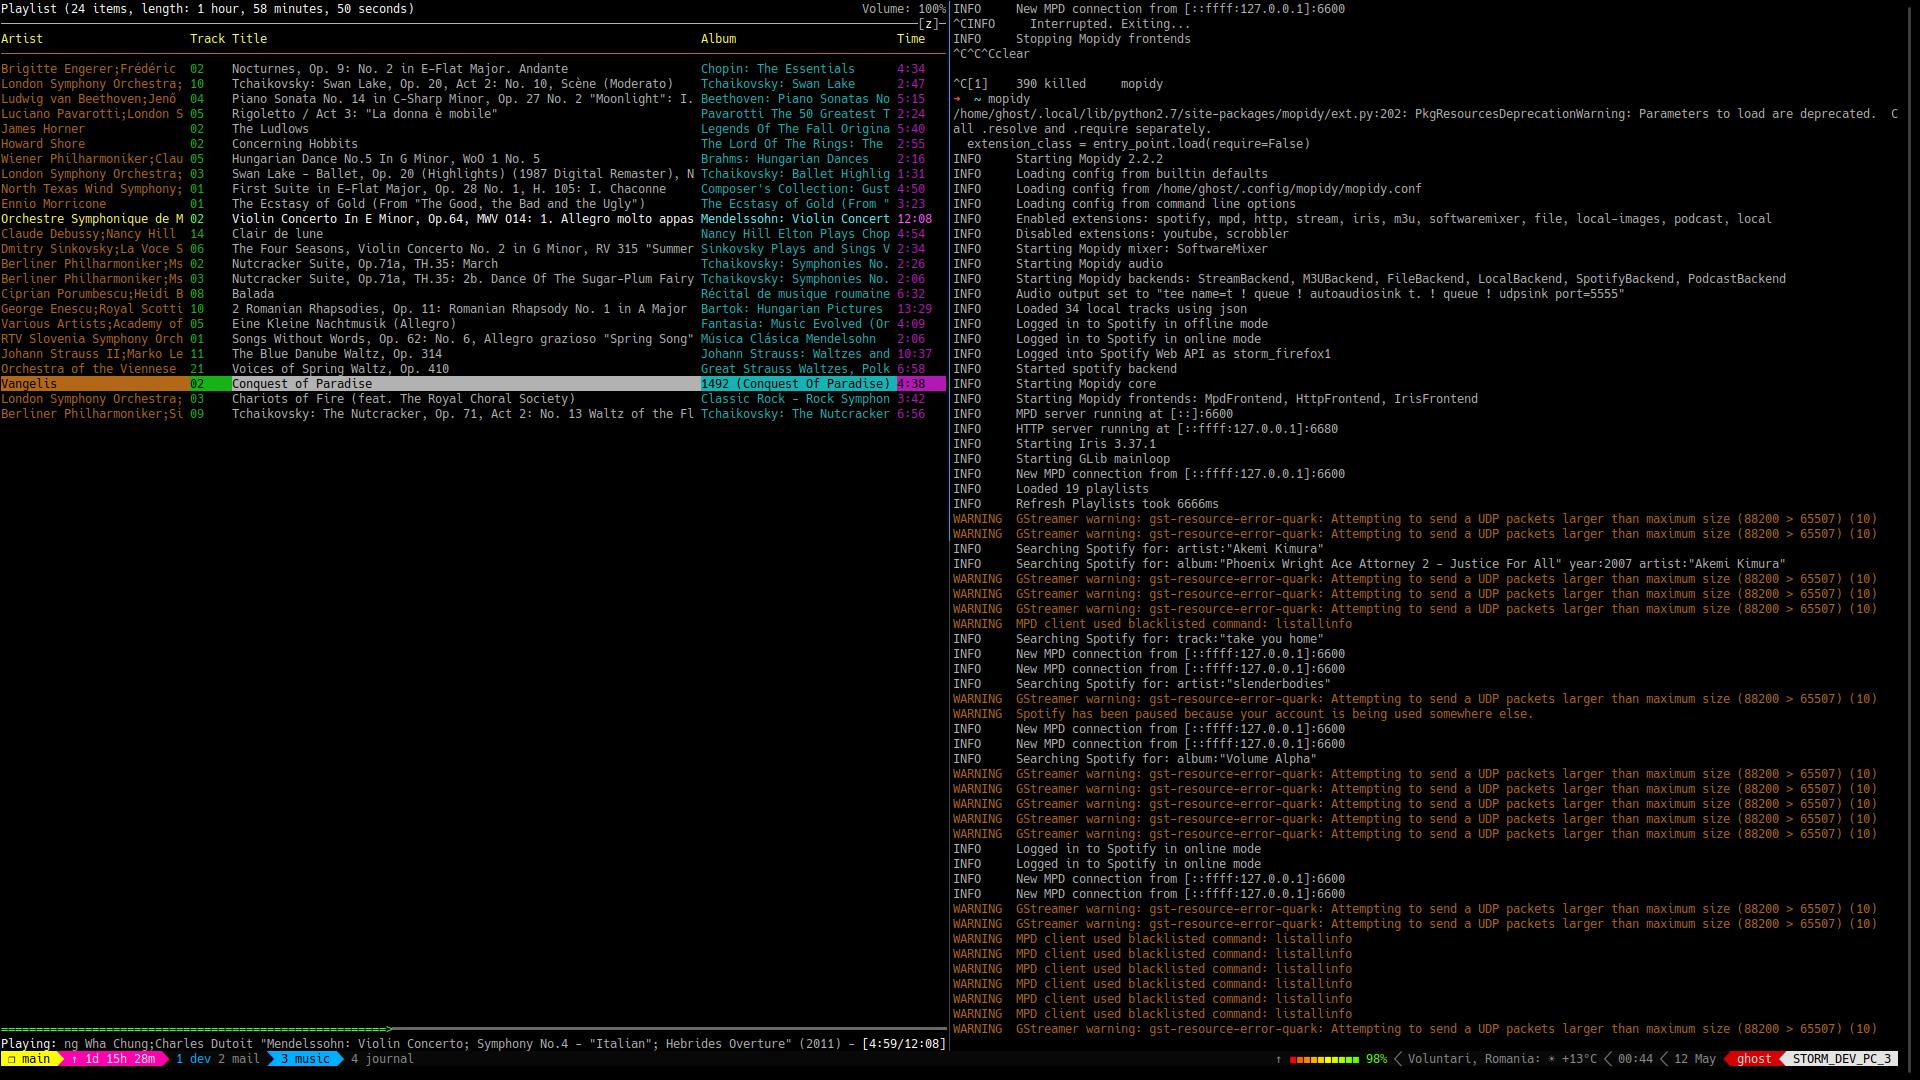 Playlist (24 items, length: 1 hour, 58 minutes, 50 seconds) Volume: 100%
[z]
Artist Track Title Album Time
Brigitte Engerer;Frédéric 02 Nocturnes, Op. 9: No. 2 in E-Flat Major. Andante Chopin: The Essentials 4:34
London Symphony Orchestra; 10 Tchaikovsky: Swan Lake, Op. 20, Act 2: No. 10, Scène (Moderato) Tchaikovsky: Swan Lake 2:47
Ludwig van Beethoven;Jenő 04 Piano Sonata No. 14 in C-Sharp Minor, Op. 27 No. 2 "Moonlight": I. Beethoven: Piano Sonatas No 5:15
Luciano Pavarotti;London S 05 Rigoletto / Act 3: "La donna è mobile" Pavarotti The 50 Greatest T 2:24
James Horner 02 The Ludlows Legends Of The Fall Origina 5:40
Howard Shore 02 Concerning Hobbits The Lord Of The Rings: The 2:55
Wiener Philharmoniker;Clau 05 Hungarian Dance No.5 In G Minor, WoO 1 No. 5 Brahms: Hungarian Dances 2:16
London Symphony Orchestra; 03 Swan Lake - Ballet, Op. 20 (Highlights) (1987 Digital Remaster), N Tchaikovsky: Ballet Highlig 1:31
North Texas Wind Symphony; 01 First Suite in E-Flat Major, Op. 28 No. 1, H. 105: I. Chaconne Composer's Collection: Gust 4:50
Ennio Morricone 01 The Ecstasy of Gold (From "The Good, the Bad and the Ugly") The Ecstasy of Gold (From " 3:23
Orchestre Symphonique de M 02 Violin Concerto In E Minor, Op.64, MWV O14: 1. Allegro molto appas Mendelssohn: Violin Concert 12:08
Claude Debussy;Nancy Hill 14 Clair de lune Nancy Hill Elton Plays Chop 4:54
Dmitry Sinkovsky;La Voce S 06 The Four Seasons, Violin Concerto No. 2 in G Minor, RV 315 "Summer Sinkovsky Plays and Sings V 2:34
Berliner Philharmoniker;Ms 02 Nutcracker Suite, Op.71a, TH.35: March Tchaikovsky: Symphonies No. 2:26
Berliner Philharmoniker;Ms 03 Nutcracker Suite, Op.71a, TH.35: 2b. Dance Of The Sugar-Plum Fairy Tchaikovsky: Symphonies No. 2:06
Ciprian Porumbescu;Heidi B 08 Balada Récital de musique roumaine 6:32
George Enescu;Royal Scotti 10 2 Romanian Rhapsodies, Op. 11: Romanian Rhapsody No. 1 in A Major Bartok: Hungarian Pictures 13:29
Various Artists;Academy of 05 Eine Kleine Nachtmusik (Allegro) Fantasia: Music Evolved (Or 4:09
RTV Slovenia Symphony Orch 01 Songs Without Words, Op. 62: No. 6, Allegro grazioso "Spring Song" Música Clásica Mendelsohn 2:06
Johann Strauss II;Marko Le 11 The Blue Danube Waltz, Op. 314 Johann Strauss: Waltzes and 10:37
Orchestra of the Viennese 21 Voices of Spring Waltz, Op. 410 Great Strauss Waltzes, Polk 6:58
Vangelis 02 Conquest of Paradise 1492 (Conquest Of Paradise) 4:38
London Symphony Orchestra; 03 Chariots of Fire (feat. The Royal Choral Society) Classic Rock - Rock Symphon 3:42
Berliner Philharmoniker;Si 09 Tchaikovsky: The Nutcracker, Op. 71, Act 2: No. 13 Waltz of the Fl Tchaikovsky: The Nutcracker 6:56
Playing: ng Wha Chung;Charles Dutoit "Mendelssohn: Violin Concerto; Symphony No.4 - "Italian"; Hebrides Overture" (2011) - [4:59/12:08]
INFO New MPD connection from [::ffff:127.0.0.1]:6600
^CINFO Interrupted. Exiting...
INFO Stopping Mopidy frontends
^C^C^Cclear
^C[1] 390 killed mopidy
➜ ~ mopidy
/home/ghost/.local/lib/python2.7/site-packages/mopidy/ext.py:202: PkgResourcesDeprecationWarning: Parameters to load are deprecated. C
all .resolve and .require separately.
extension_class = entry_point.load(require=False)
INFO Starting Mopidy 2.2.2
INFO Loading config from builtin defaults
INFO Loading config from /home/ghost/.config/mopidy/mopidy.conf
INFO Loading config from command line options
INFO Enabled extensions: spotify, mpd, http, stream, iris, m3u, softwaremixer, file, local-images, podcast, local
INFO Disabled extensions: youtube, scrobbler
INFO Starting Mopidy mixer: SoftwareMixer
INFO Starting Mopidy audio
INFO Starting Mopidy backends: StreamBackend, M3UBackend, FileBackend, LocalBackend, SpotifyBackend, PodcastBackend
INFO Audio output set to "tee name=t ! queue ! autoaudiosink t. ! queue ! udpsink port=5555"
INFO Loaded 34 local tracks using json
INFO Logged in to Spotify in offline mode
INFO Logged in to Spotify in online mode
INFO Logged into Spotify Web API as storm_firefox1
INFO Started spotify backend
INFO Starting Mopidy core
INFO Starting Mopidy frontends: MpdFrontend, HttpFrontend, IrisFrontend
INFO MPD server running at [::]:6600
INFO HTTP server running at [::ffff:127.0.0.1]:6680
INFO Starting Iris 3.37.1
INFO Starting GLib mainloop
INFO New MPD connection from [::ffff:127.0.0.1]:6600
INFO Loaded 19 playlists
INFO Refresh Playlists took 6666ms
WARNING GStreamer warning: gst-resource-error-quark: Attempting to send a UDP packets larger than maximum size (88200 > 65507) (10)
WARNING GStreamer warning: gst-resource-error-quark: Attempting to send a UDP packets larger than maximum size (88200 > 65507) (10)
INFO Searching Spotify for: artist:"Akemi Kimura"
INFO Searching Spotify for: album:"Phoenix Wright Ace Attorney 2 - Justice For All" year:2007 artist:"Akemi Kimura"
WARNING GStreamer warning: gst-resource-error-quark: Attempting to send a UDP packets larger than maximum size (88200 > 65507) (10)
WARNING GStreamer warning: gst-resource-error-quark: Attempting to send a UDP packets larger than maximum size (88200 > 65507) (10)
WARNING GStreamer warning: gst-resource-error-quark: Attempting to send a UDP packets larger than maximum size (88200 > 65507) (10)
WARNING MPD client used blacklisted command: listallinfo
INFO Searching Spotify for: track:"take you home"
INFO New MPD connection from [::ffff:127.0.0.1]:6600
INFO New MPD connection from [::ffff:127.0.0.1]:6600
INFO Searching Spotify for: artist:"slenderbodies"
WARNING GStreamer warning: gst-resource-error-quark: Attempting to send a UDP packets larger than maximum size (88200 > 65507) (10)
WARNING Spotify has been paused because your account is being used somewhere else.
INFO New MPD connection from [::ffff:127.0.0.1]:6600
INFO New MPD connection from [::ffff:127.0.0.1]:6600
INFO Searching Spotify for: album:"Volume Alpha"
WARNING GStreamer warning: gst-resource-error-quark: Attempting to send a UDP packets larger than maximum size (88200 > 65507) (10)
WARNING GStreamer warning: gst-resource-error-quark: Attempting to send a UDP packets larger than maximum size (88200 > 65507) (10)
WARNING GStreamer warning: gst-resource-error-quark: Attempting to send a UDP packets larger than maximum size (88200 > 65507) (10)
WARNING GStreamer warning: gst-resource-error-quark: Attempting to send a UDP packets larger than maximum size (88200 > 65507) (10)
WARNING GStreamer warning: gst-resource-error-quark: Attempting to send a UDP packets larger than maximum size (88200 > 65507) (10)
INFO Logged in to Spotify in online mode
INFO Logged in to Spotify in online mode
INFO New MPD connection from [::ffff:127.0.0.1]:6600
INFO New MPD connection from [::ffff:127.0.0.1]:6600
WARNING GStreamer warning: gst-resource-error-quark: Attempting to send a UDP packets larger than maximum size (88200 > 65507) (10)
WARNING GStreamer warning: gst-resource-error-quark: Attempting to send a UDP packets larger than maximum size (88200 > 65507) (10)
WARNING MPD client used blacklisted command: listallinfo
WARNING MPD client used blacklisted command: listallinfo
WARNING MPD client used blacklisted command: listallinfo
WARNING MPD client used blacklisted command: listallinfo
WARNING MPD client used blacklisted command: listallinfo
WARNING MPD client used blacklisted command: listallinfo
WARNING GStreamer warning: gst-resource-error-quark: Attempting to send a UDP packets larger than maximum size (88200 > 65507) (10)
❐ main ↑ 1d 15h 28m 1 dev 2 mail 3 music 4 journal ↑ 98% Voluntari, Romania: ☀ +13°C 00:44 12 May ghost STORM_DEV_PC_3